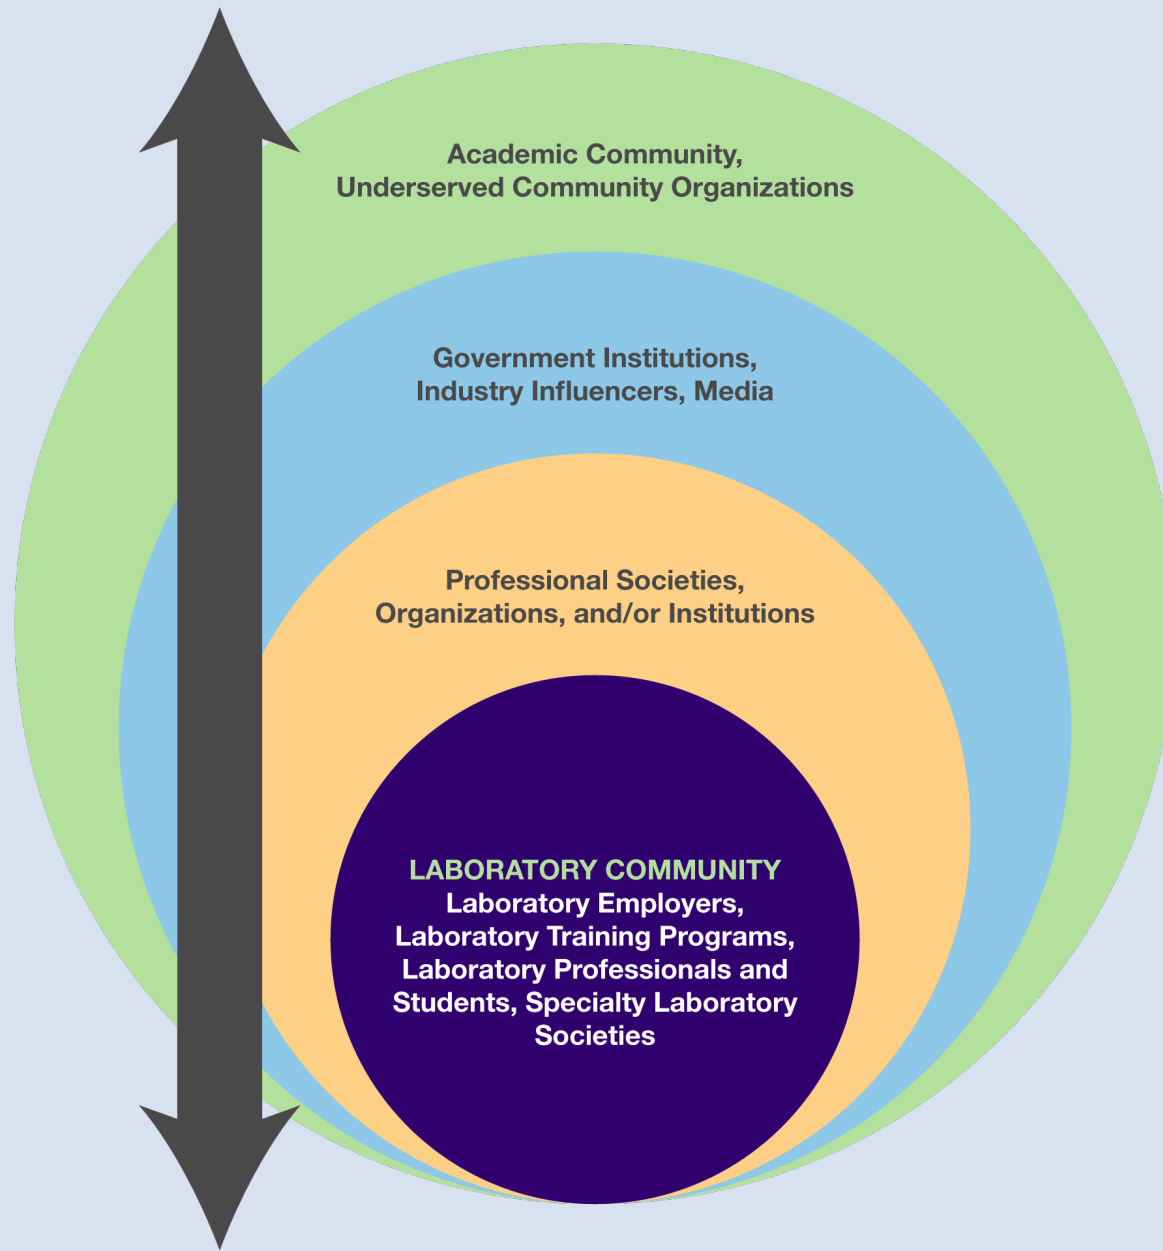 Academic Community,
Underserved Community Organizations
Government Institutions,
Industry Influencers, Media
Professional Societies,
Organizations, and/or Institutions
LABORATORY COMMUNITY
Laboratory Employers,
Laboratory Training Programs,
Laboratory Professionals and
Students, Specialty Laboratory
Societies